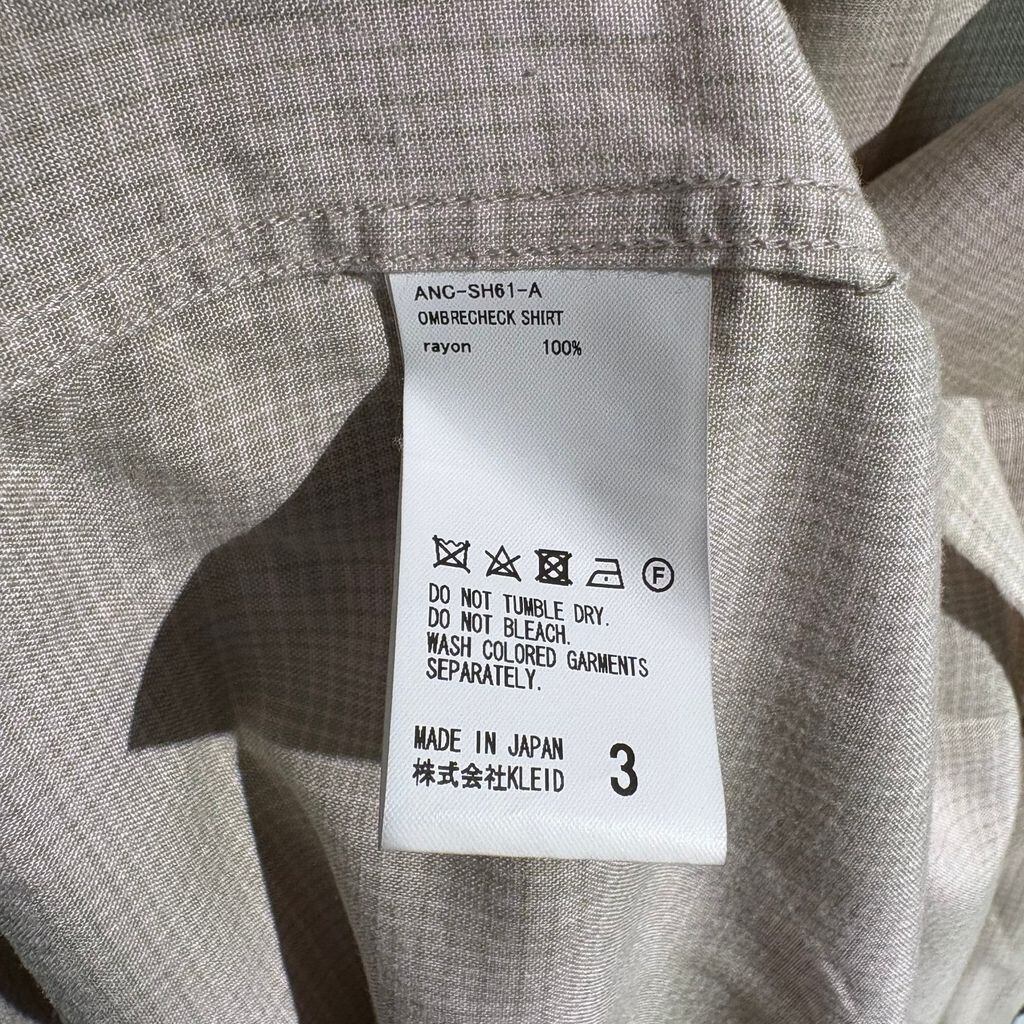 ANC-SH61-A
OMBRECHECK SHIRT
rayon 100%
F
DO NOT TUMBLE DRY.
DO NOT BLEACH.
WASH COLORED GARMENTS
SEPARATELY.
MADE IN JAPAN
株式会社KLEID
3